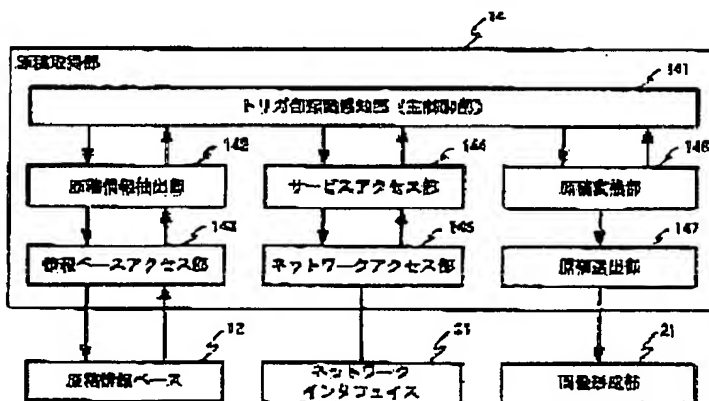 14
原稿取得部
141
トリガ部課間感知部 (主制御部)
142
144
146
原稿情報抽出部
サービスアクセス部
原稿変換部
143
145
147
情報ベースアクセス部
ネットワークアクセス部
原稿送出部
12
21
原稿情報ベース
ネットワーク
インタフェイス
画像形成部